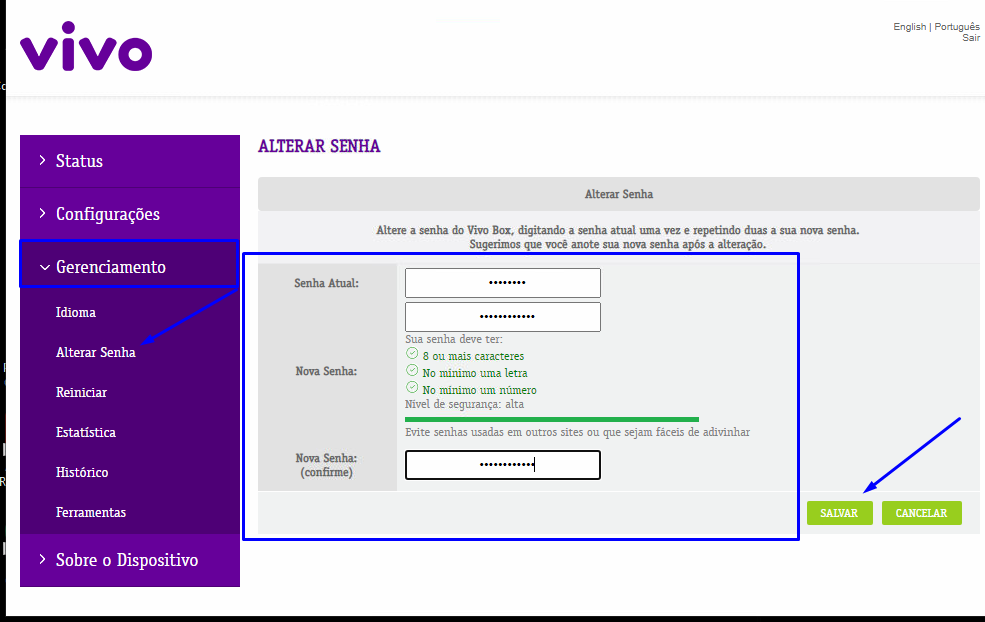 vivo
English | Português
Sair
Status
Configurações
Gerenciamento
Idioma
Alterar Senha
Reiniciar
Estatística
Histórico
Ferramentas
Sobre o Dispositivo
ALTERAR SENHA
Alterar Senha
Altere a senha do Vivo Box, digitando a senha atual uma vez e repetindo duas a sua nova senha.
Sugerimos que você anote sua nova senha após a alteração.
Senha Atual:
••••••••
Nova Senha:
••••••••••••
Sua senha deve ter:
8 ou mais caracteres
No mínimo uma letra
No mínimo um número
Nível de segurança: alta
Evite senhas usadas em outros sites ou que sejam fáceis de adivinhar
Nova Senha:
(confirme)
••••••••••••
SALVAR
CANCELAR